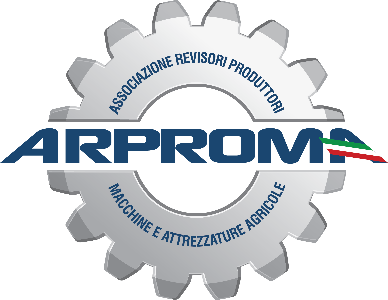 ASSOCIAZIONE REVISORI PRODUTTORI
ARPROMA
MACCHINE E ATTREZZATURE AGRICOLE